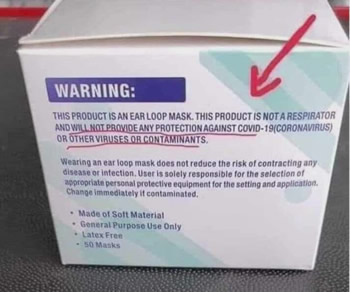 WARNING:
THIS PRODUCT IS AN EAR LOOP MASK. THIS PRODUCT IS NOT A RESPIRATOR
AND WILL NOT PROVIDE ANY PROTECTION AGAINST COVID-19(CORONAVIRUS)
OR OTHER VIRUSES OR CONTAMINANTS.
Wearing an ear loop mask does not reduce the risk of contracting any
disease or infection. User is solely responsible for the selection of
appropriate personal protective equipment for the setting and application.
Change immediately if contaminated.
• Made of Soft Material
• General Purpose Use Only
• Latex Free
• 50 Masks